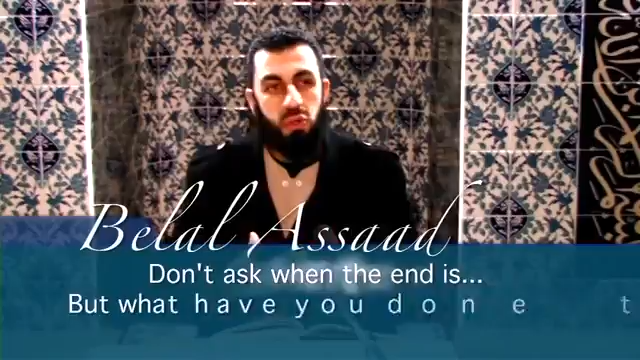 Belal Assaad
Don't ask when the end is...
But what have you done t